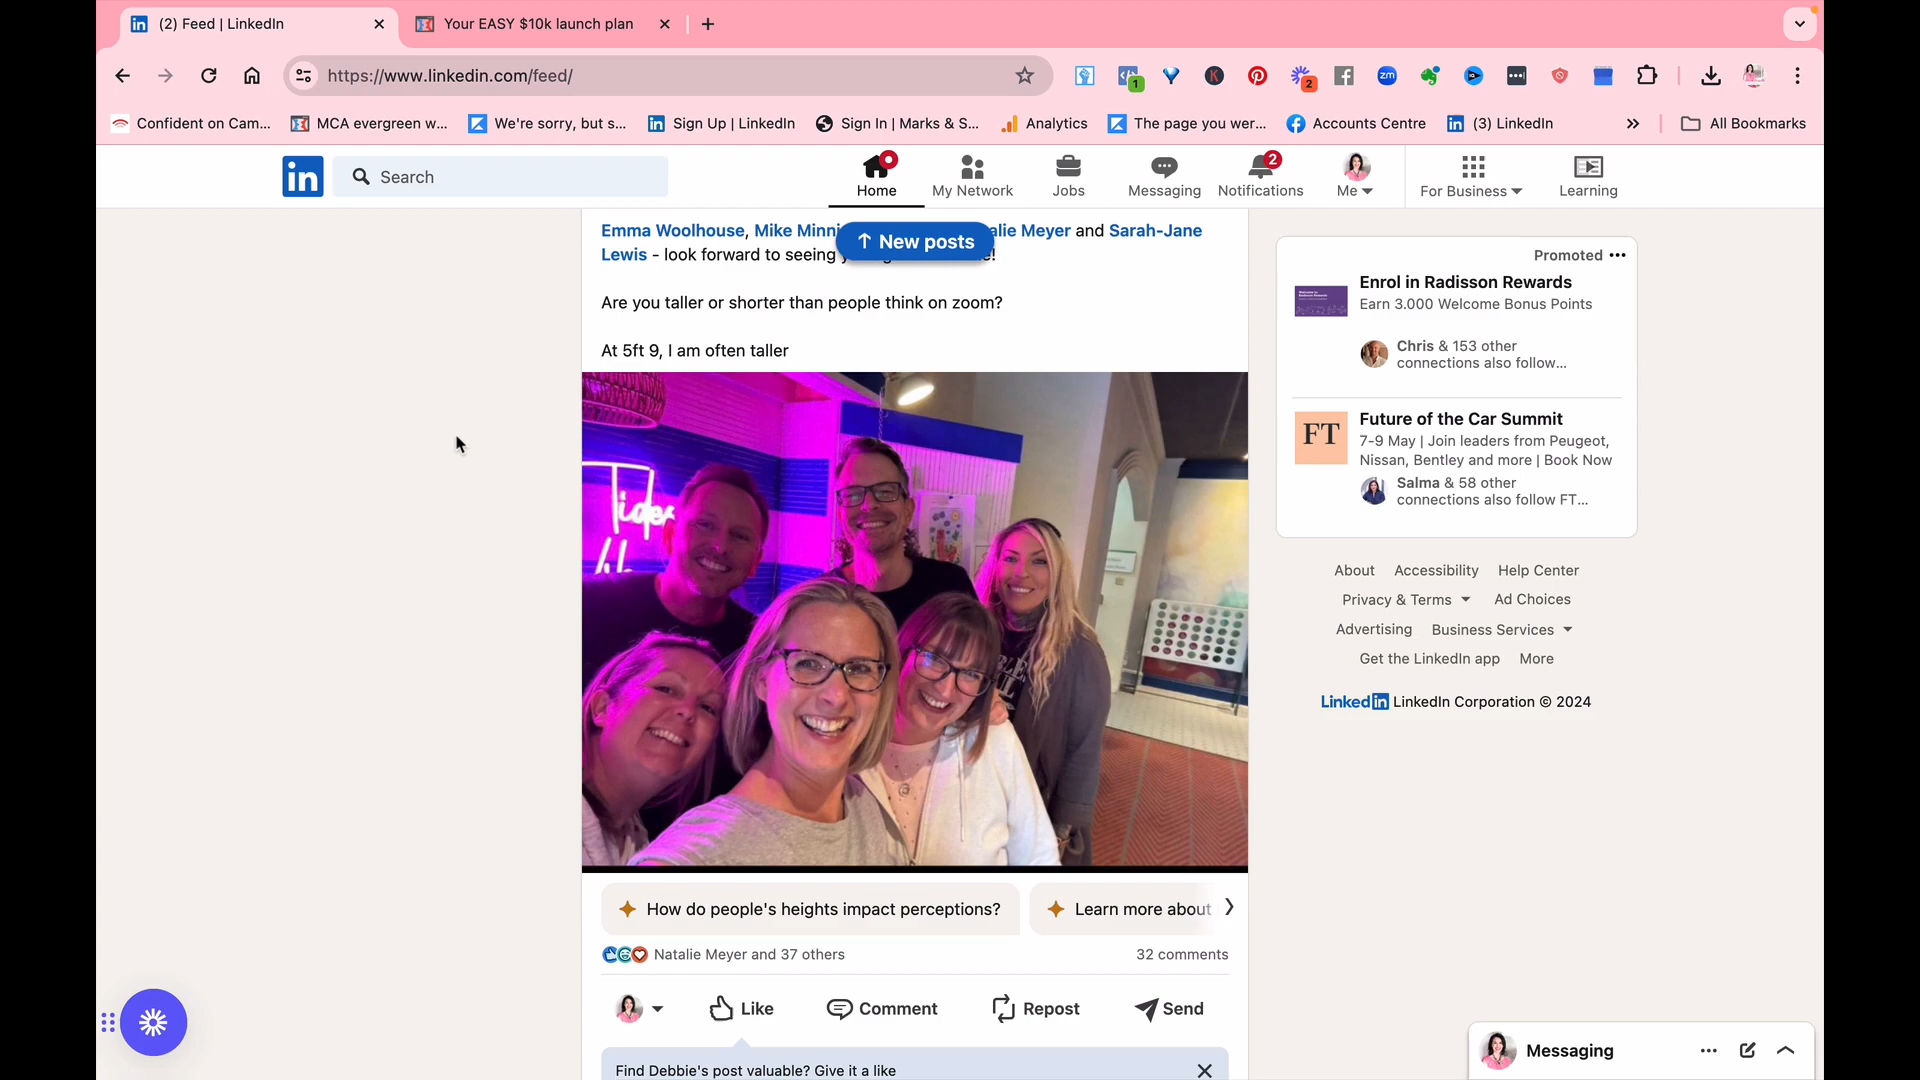 (2) Feed | LinkedIn
Your EASY $10k launch plan
https://www.linkedin.com/feed/
1
2
Confident on Cam...
MCA evergreen w...
We're sorry, but s...
Sign Up | LinkedIn
Sign In | Marks & S...
Analytics
The page you wer...
Accounts Centre
(3) LinkedIn
All Bookmarks
in
Search
Home
My Network
Jobs
Messaging
2
Notifications
Me
For Business
Learning
Emma Woolhouse, Mike Minni
alie Meyer and Sarah-Jane
New posts
Lewis - look forward to seeing
Are you taller or shorter than people think on zoom?
At 5ft 9, I am often taller
How do people's heights impact perceptions?
Learn more about
Natalie Meyer and 37 others
32 comments
Like
Comment
Repost
Send
Find Debbie's post valuable? Give it a like
Promoted
Enrol in Radisson Rewards
Earn 3.000 Welcome Bonus Points
Chris & 153 other
connections also follow...
FT
Future of the Car Summit
7-9 May | Join leaders from Peugeot,
Nissan, Bentley and more | Book Now
Salma & 58 other
connections also follow FT...
About
Accessibility
Help Center
Privacy & Terms
Ad Choices
Advertising
Business Services
Get the LinkedIn app
More
LinkedIn LinkedIn Corporation © 2024
Messaging